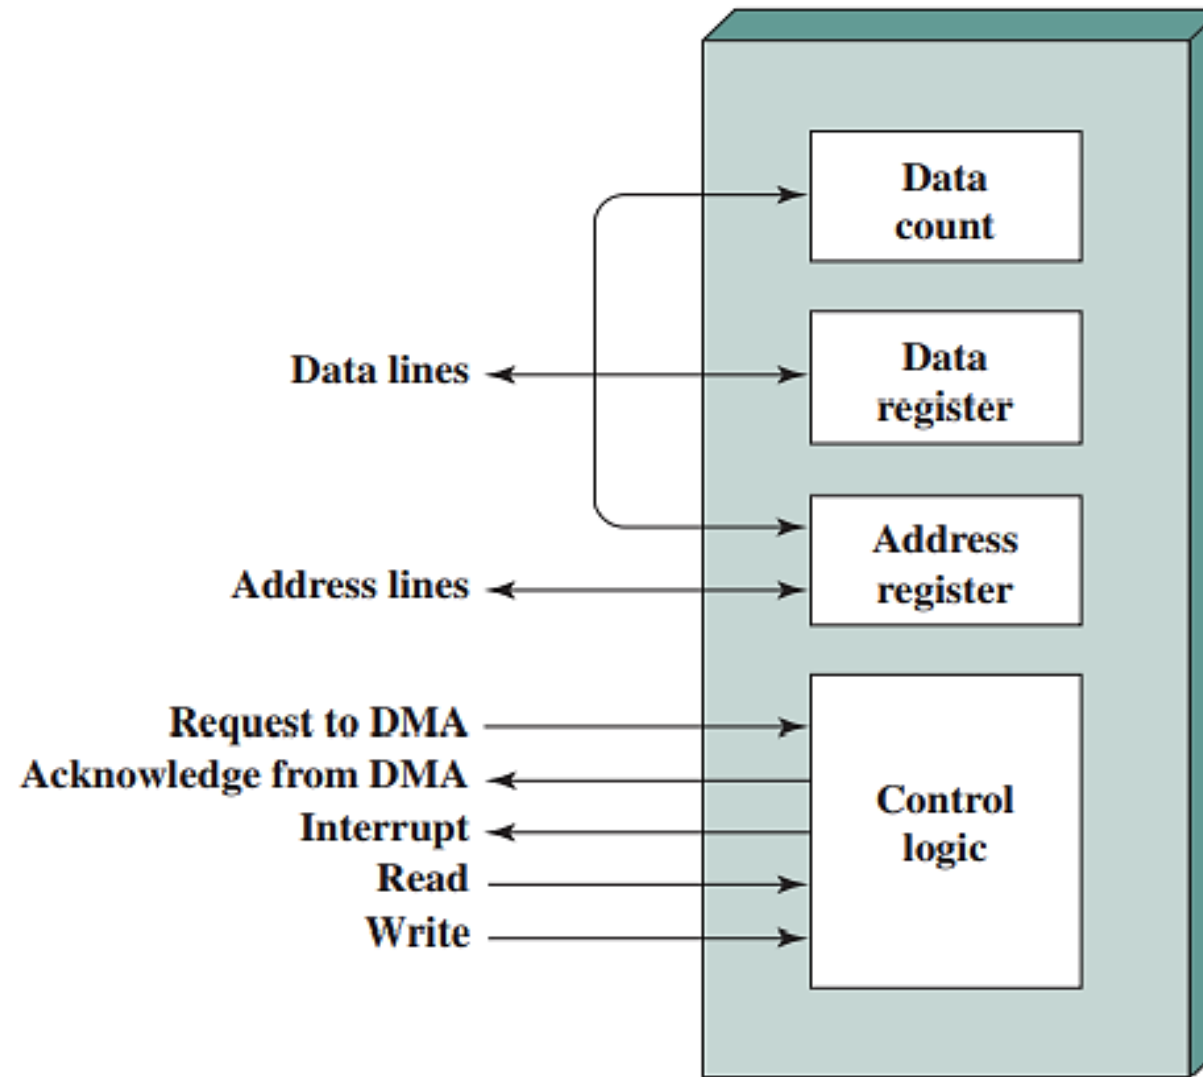 Data
count
Data lines
Data
register
Address
register
Address lines
Request to DMA
Acknowledge from DMA
Interrupt
Read
Write
Control
logic